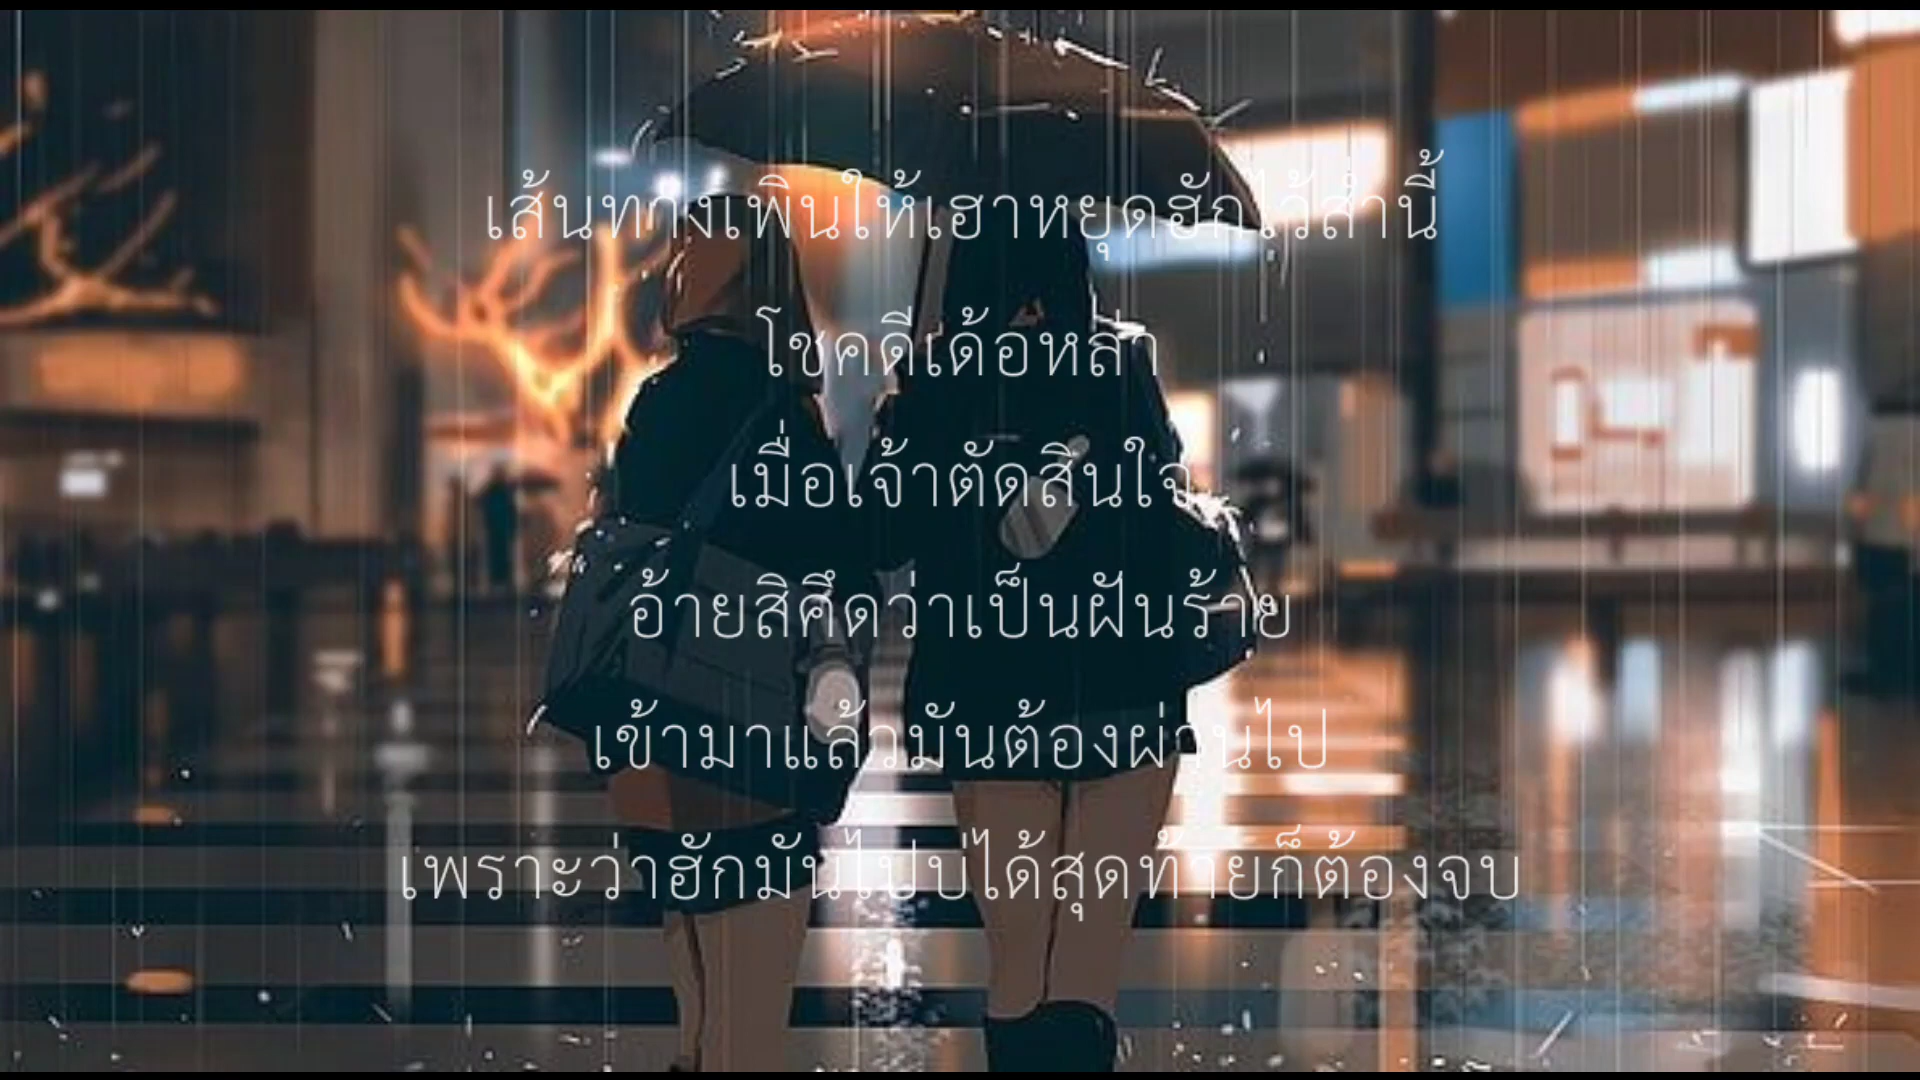 เส้นทางเพินให้เฮาหยุดฮักไว้ส่ำนี้
โชคดีเด้อหล่า
เมื่อเจ้าตัดสินใจ
อ้ายสิคึดว่าเป็นฝันร้าย
เข้ามาแล้วมันต้องผ่านไป
เพราะว่าฮักมันไปบ่ได้สุดท้ายก็ต้องจบ